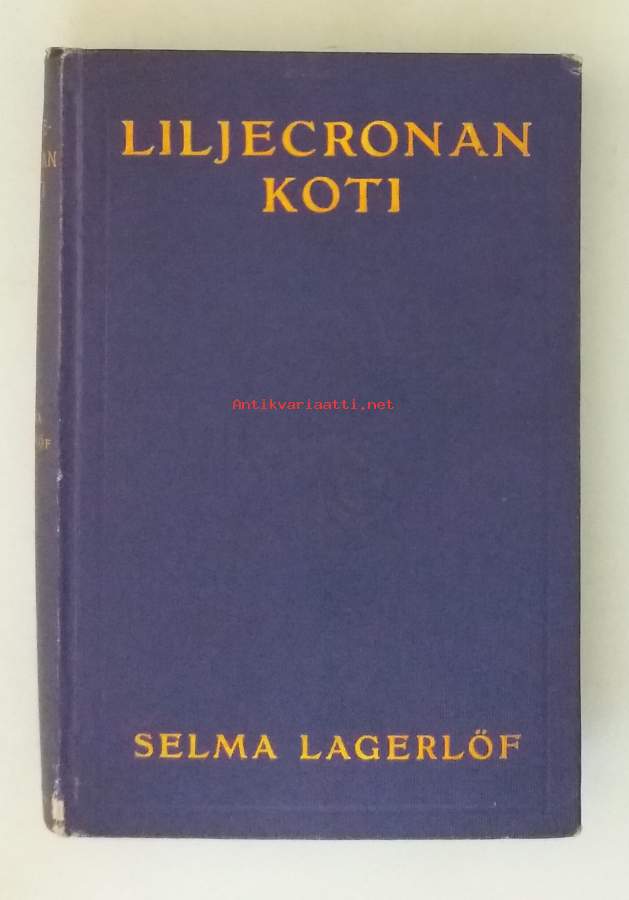 LILJECRONAN
KOTI
Antikvariaatti.net
SELMA LAGERLÖF